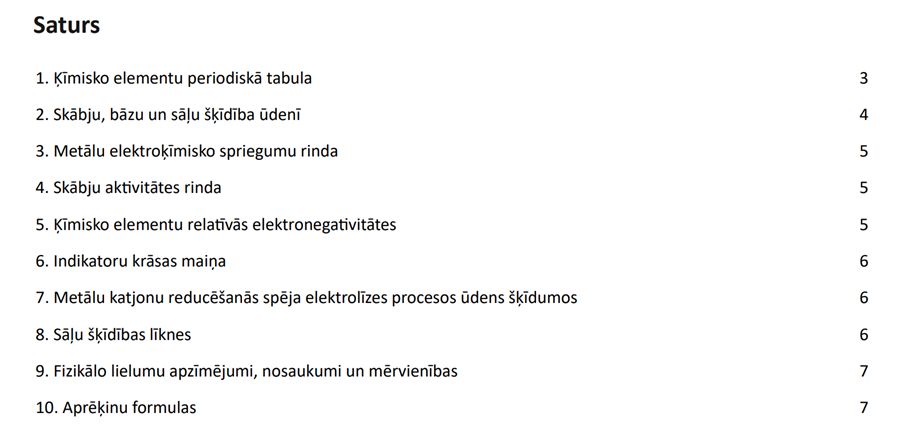 Saturs
1. Ķīmisko elementu periodiskā tabula 3
2. Skābju, bāzu un sāļu šķīdība ūdenī 4
3. Metālu elektroķīmisko spriegumu rinda 5
4. Skābju aktivitātes rinda 5
5. Ķīmisko elementu relatīvās elektronegativitātes 5
6. Indikatoru krāsas maiņa 6
7. Metālu katjonu reducēšanās spēja elektrolīzes procesos ūdens šķīdumos 6
8. Sāļu šķīdības līknes 6
9. Fizikālo lielumu apzīmējumi, nosaukumi un mērvienības 7
10. Aprēķinu formulas 7